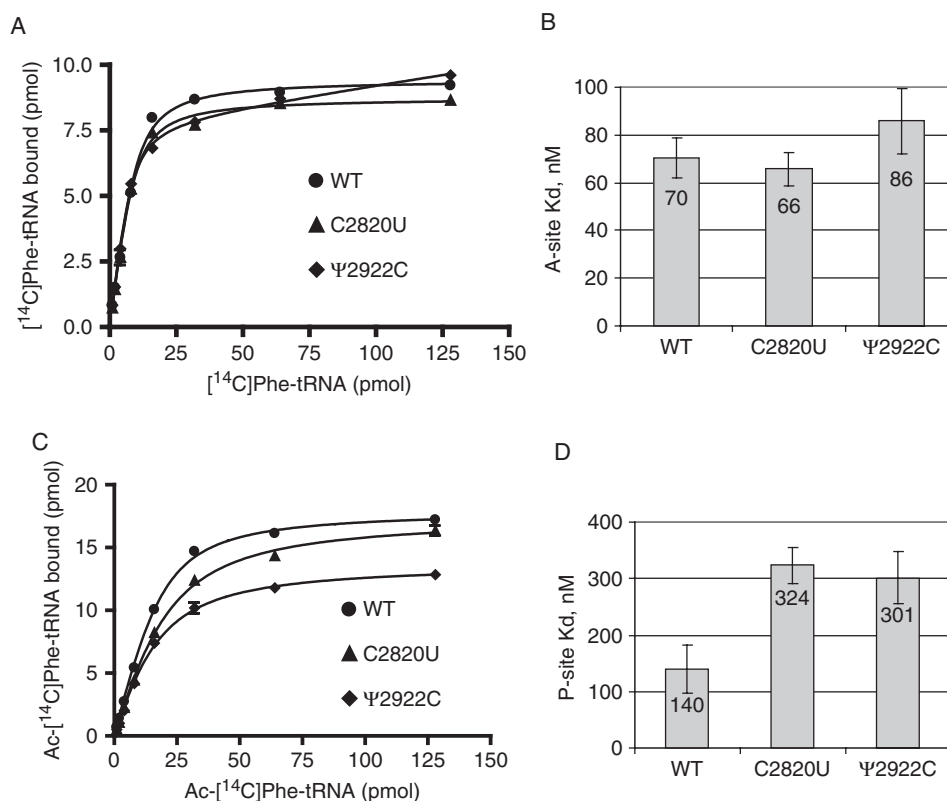 A
[¹⁴C]Phe-tRNA bound (pmol)
10.0
7.5
5.0
2.5
0.0
WT
C2820U
Ψ2922C
0 25 50 75 100 125 150
[¹⁴C]Phe-tRNA (pmol)
B
A-site Kd, nM
100
80
60
40
20
0
70
66
86
WT C2820U Ψ2922C
C
Ac-[¹⁴C]Phe-tRNA bound (pmol)
20
15
10
5
0
WT
C2820U
Ψ2922C
0 25 50 75 100 125 150
Ac-[¹⁴C]Phe-tRNA (pmol)
D
P-site Kd, nM
400
300
200
100
0
140
324
301
WT C2820U Ψ2922C